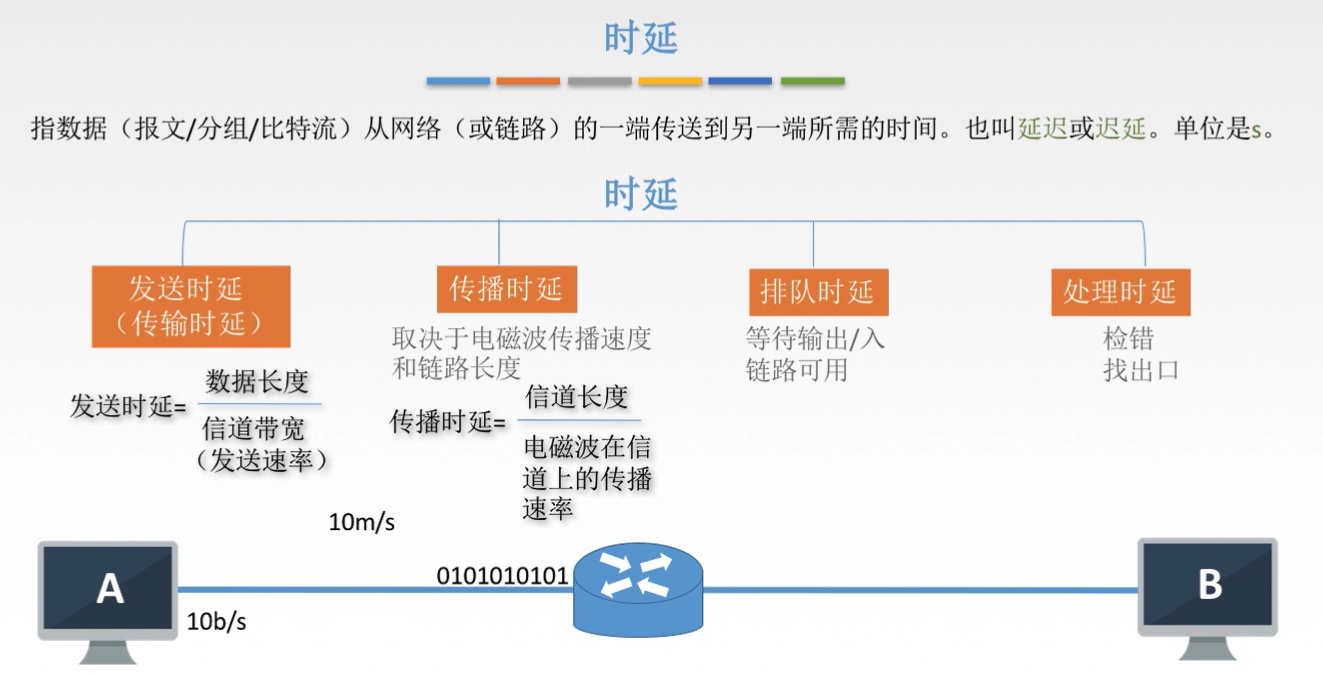 时延
指数据（报文/分组/比特流）从网络（或链路）的一端传送到另一端所需的时间。也叫延迟或迟延。单位是s。
时延
发送时延
（传输时延）
发送时延=
数据长度
信道带宽
（发送速率）
传播时延
取决于电磁波传播速度
和链路长度
传播时延=
信道长度
电磁波在信
道上的传播
速率
排队时延
等待输出/入
链路可用
处理时延
检错
找出口
10m/s
A
10b/s
0101010101
B